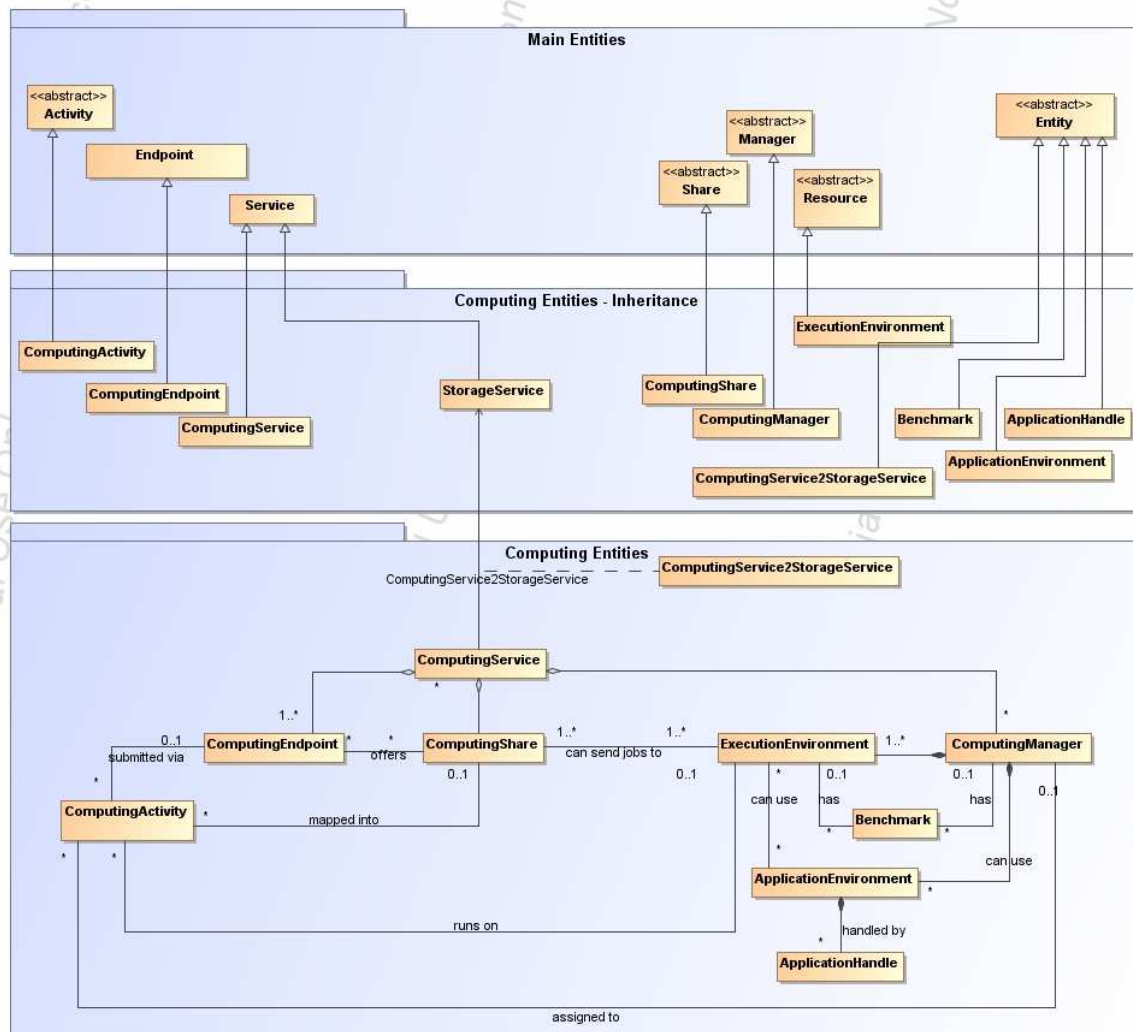 Main Entities
<<abstract>>
Activity
<<abstract>>
Entity
<<abstract>>
Manager
Endpoint
<<abstract>>
Share
<<abstract>>
Resource
Service
Computing Entities - Inheritance
ExecutionEnvironment
ComputingActivity
ComputingEndpoint
StorageService
ComputingShare
ComputingService
ComputingManager
Benchmark
ApplicationHandle
ApplicationEnvironment
ComputingService2StorageService
Computing Entities
ComputingService2StorageService
ComputingService2StorageService
ComputingService
*
1..*
*
0..1
ComputingEndpoint
*
*
offers
ComputingShare
1..*
1..*
can send jobs to
ExecutionEnvironment
1..*
ComputingManager
submitted via
*
0..1
0..1
*
0..1
0..1
0..1
can use
has
has
ComputingActivity
*
mapped into
Benchmark
*
*
*
*
*
can use
ApplicationEnvironment
*
runs on
handled by
*
ApplicationHandle
assigned to